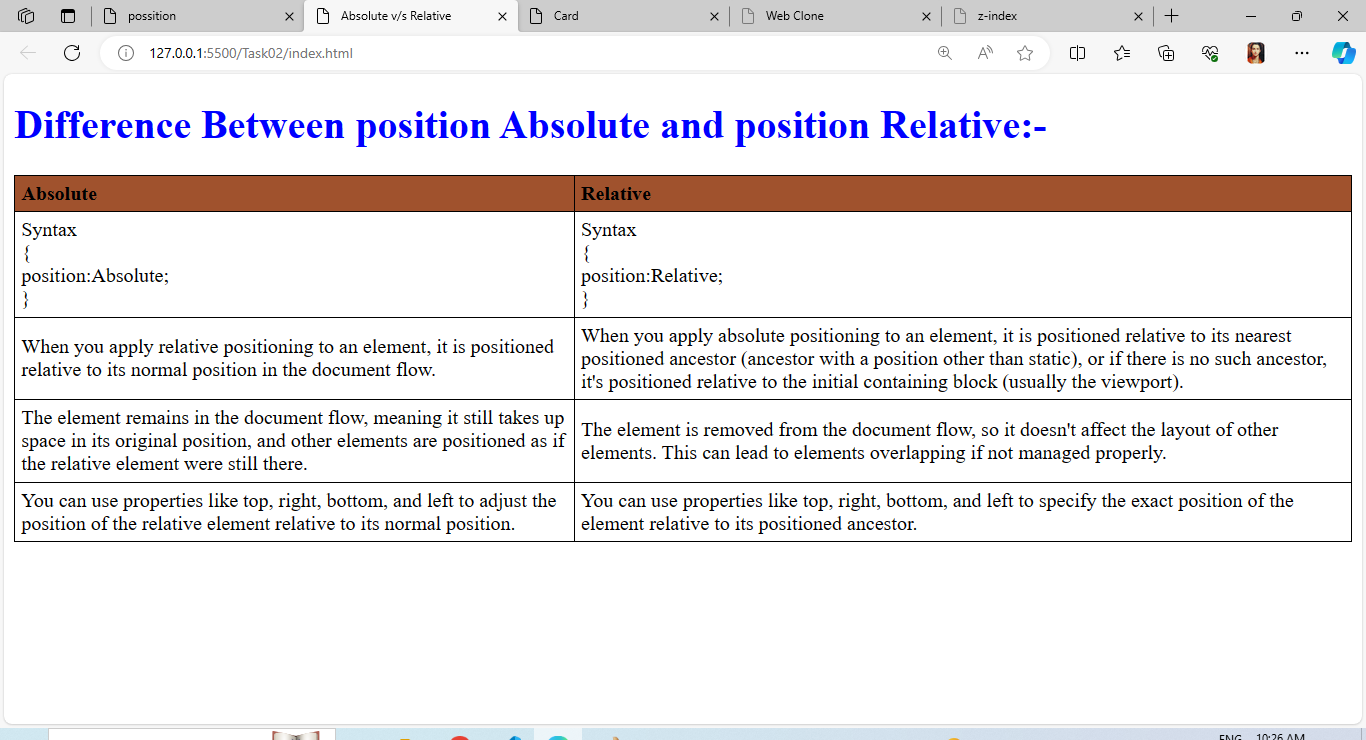 possition
Absolute v/s Relative
Card
Web Clone
z-index
127.0.0.1:5500/Task02/index.html
Difference Between position Absolute and position Relative:-
Absolute
Relative
Syntax
{
position:Absolute;
}
Syntax
{
position:Relative;
}
When you apply relative positioning to an element, it is positioned
relative to its normal position in the document flow.
When you apply absolute positioning to an element, it is positioned relative to its nearest
positioned ancestor (ancestor with a position other than static), or if there is no such ancestor,
it's positioned relative to the initial containing block (usually the viewport).
The element remains in the document flow, meaning it still takes up
space in its original position, and other elements are positioned as if
the relative element were still there.
The element is removed from the document flow, so it doesn't affect the layout of other
elements. This can lead to elements overlapping if not managed properly.
You can use properties like top, right, bottom, and left to adjust the
position of the relative element relative to its normal position.
You can use properties like top, right, bottom, and left to specify the exact position of the
element relative to its positioned ancestor.
ENG
10:26 AM